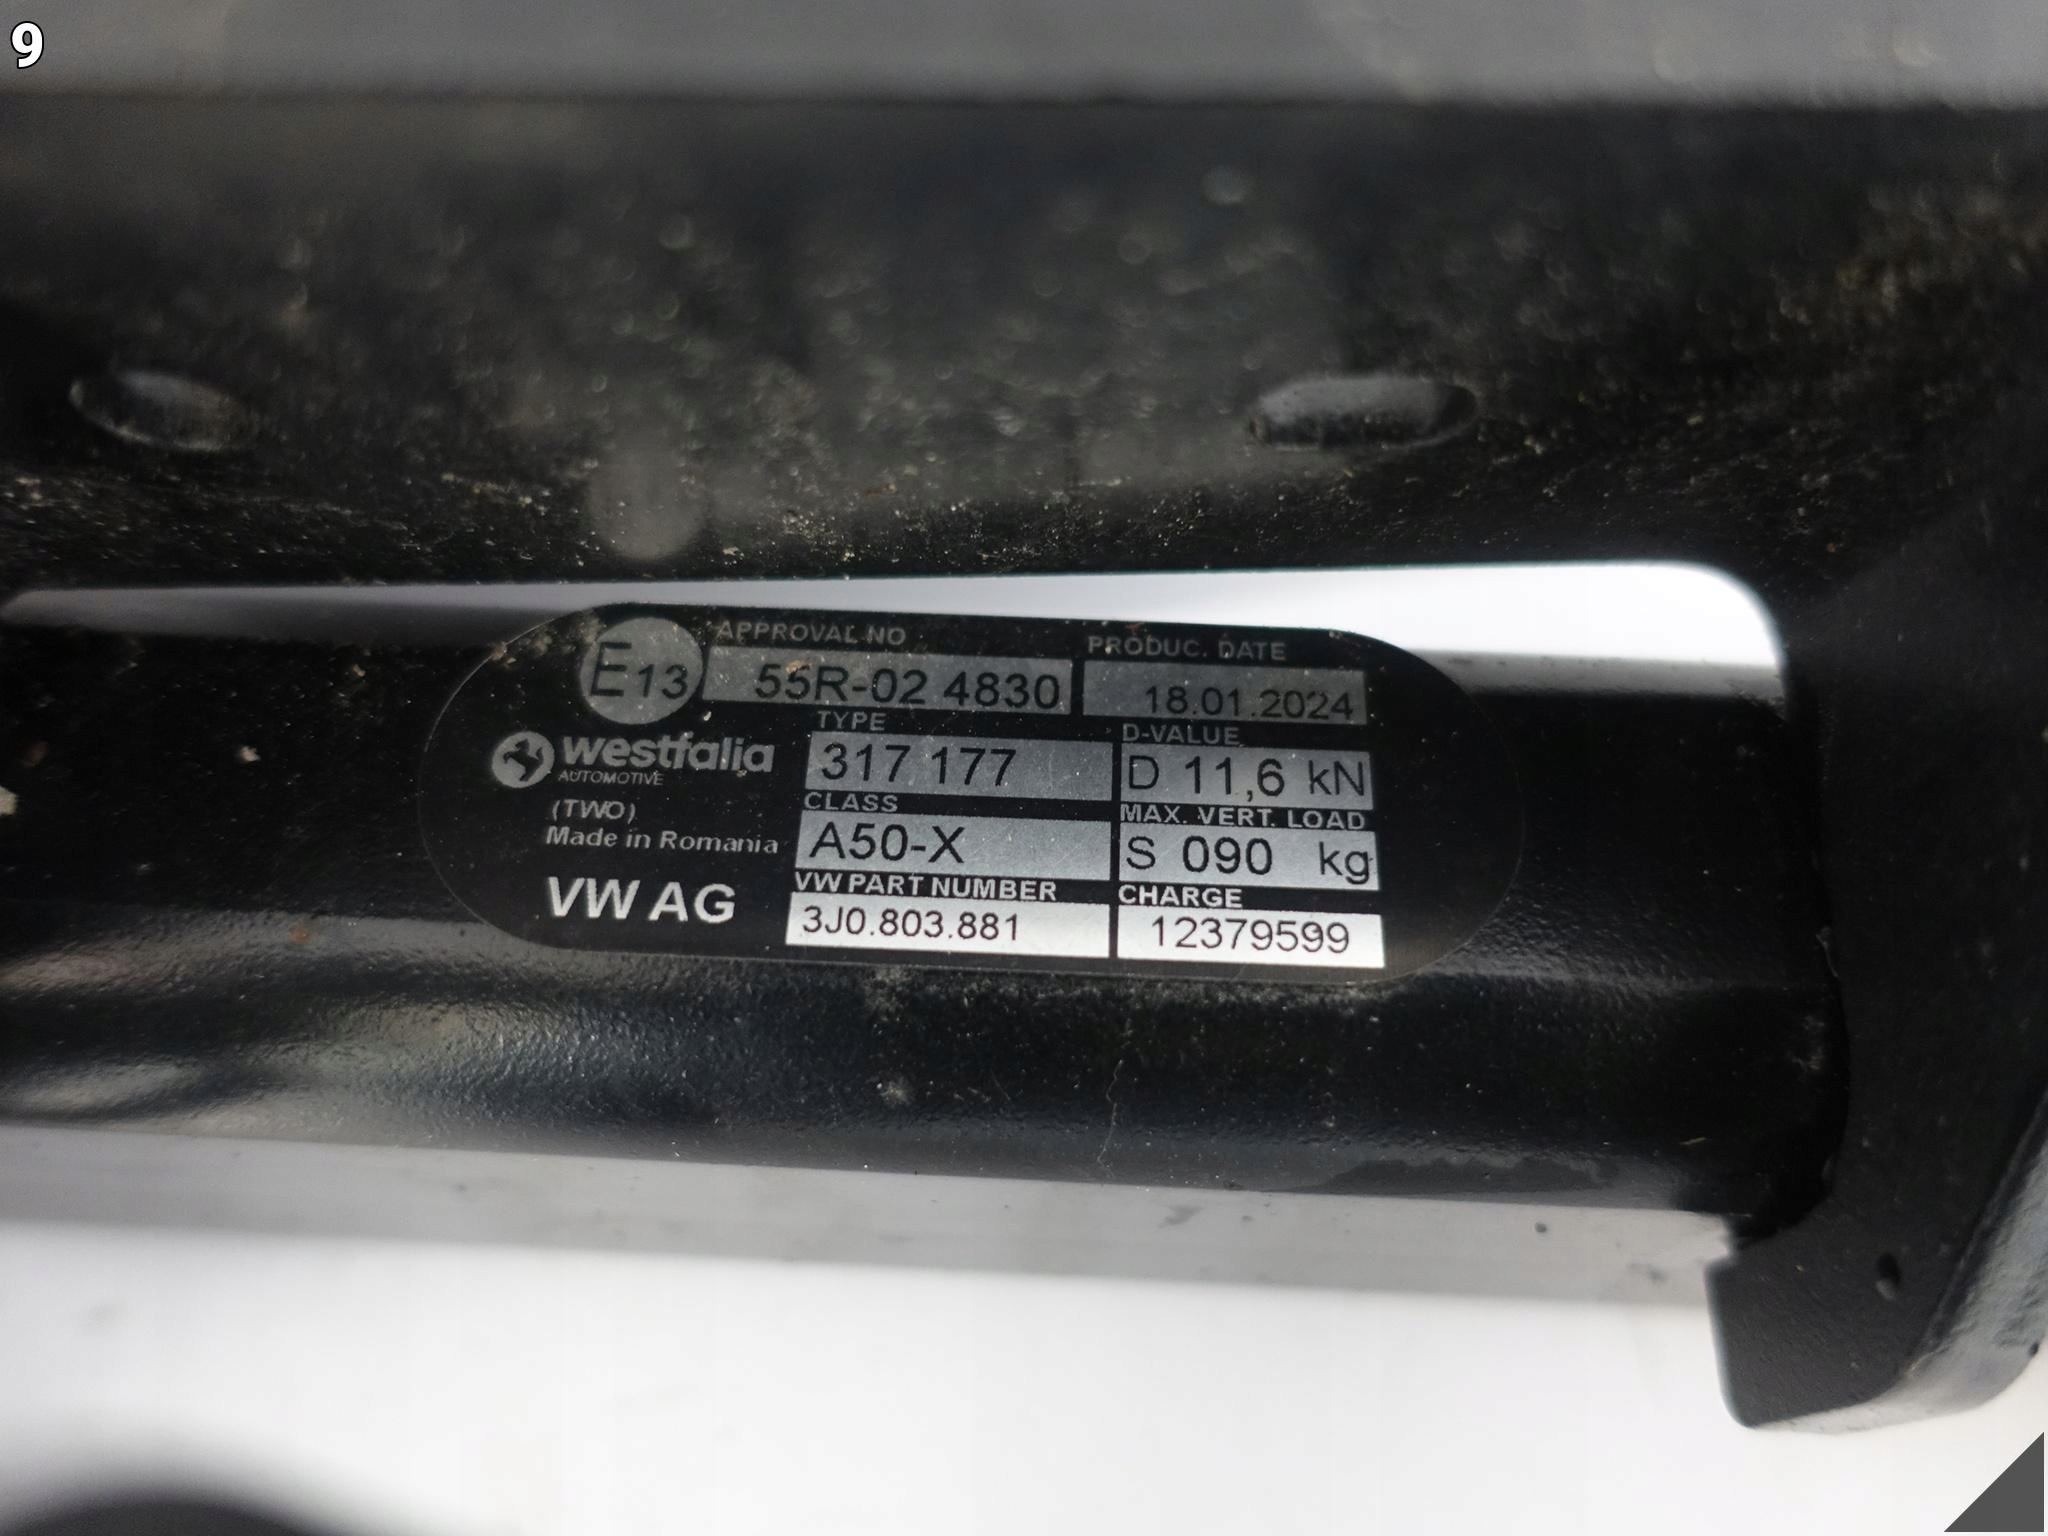 9
APPROVAL NO
PRODUC. DATE
E13
55R-02 4830
18.01.2024
TYPE
D-VALUE
westfalia
AUTOMOTIVE
317 177
D 11,6 kN
CLASS
MAX. VERT. LOAD
(TWO)
Made in Romania
A50-X
S 090 kg
VW PART NUMBER
CHARGE
VW AG
3J0.803.881
12379599